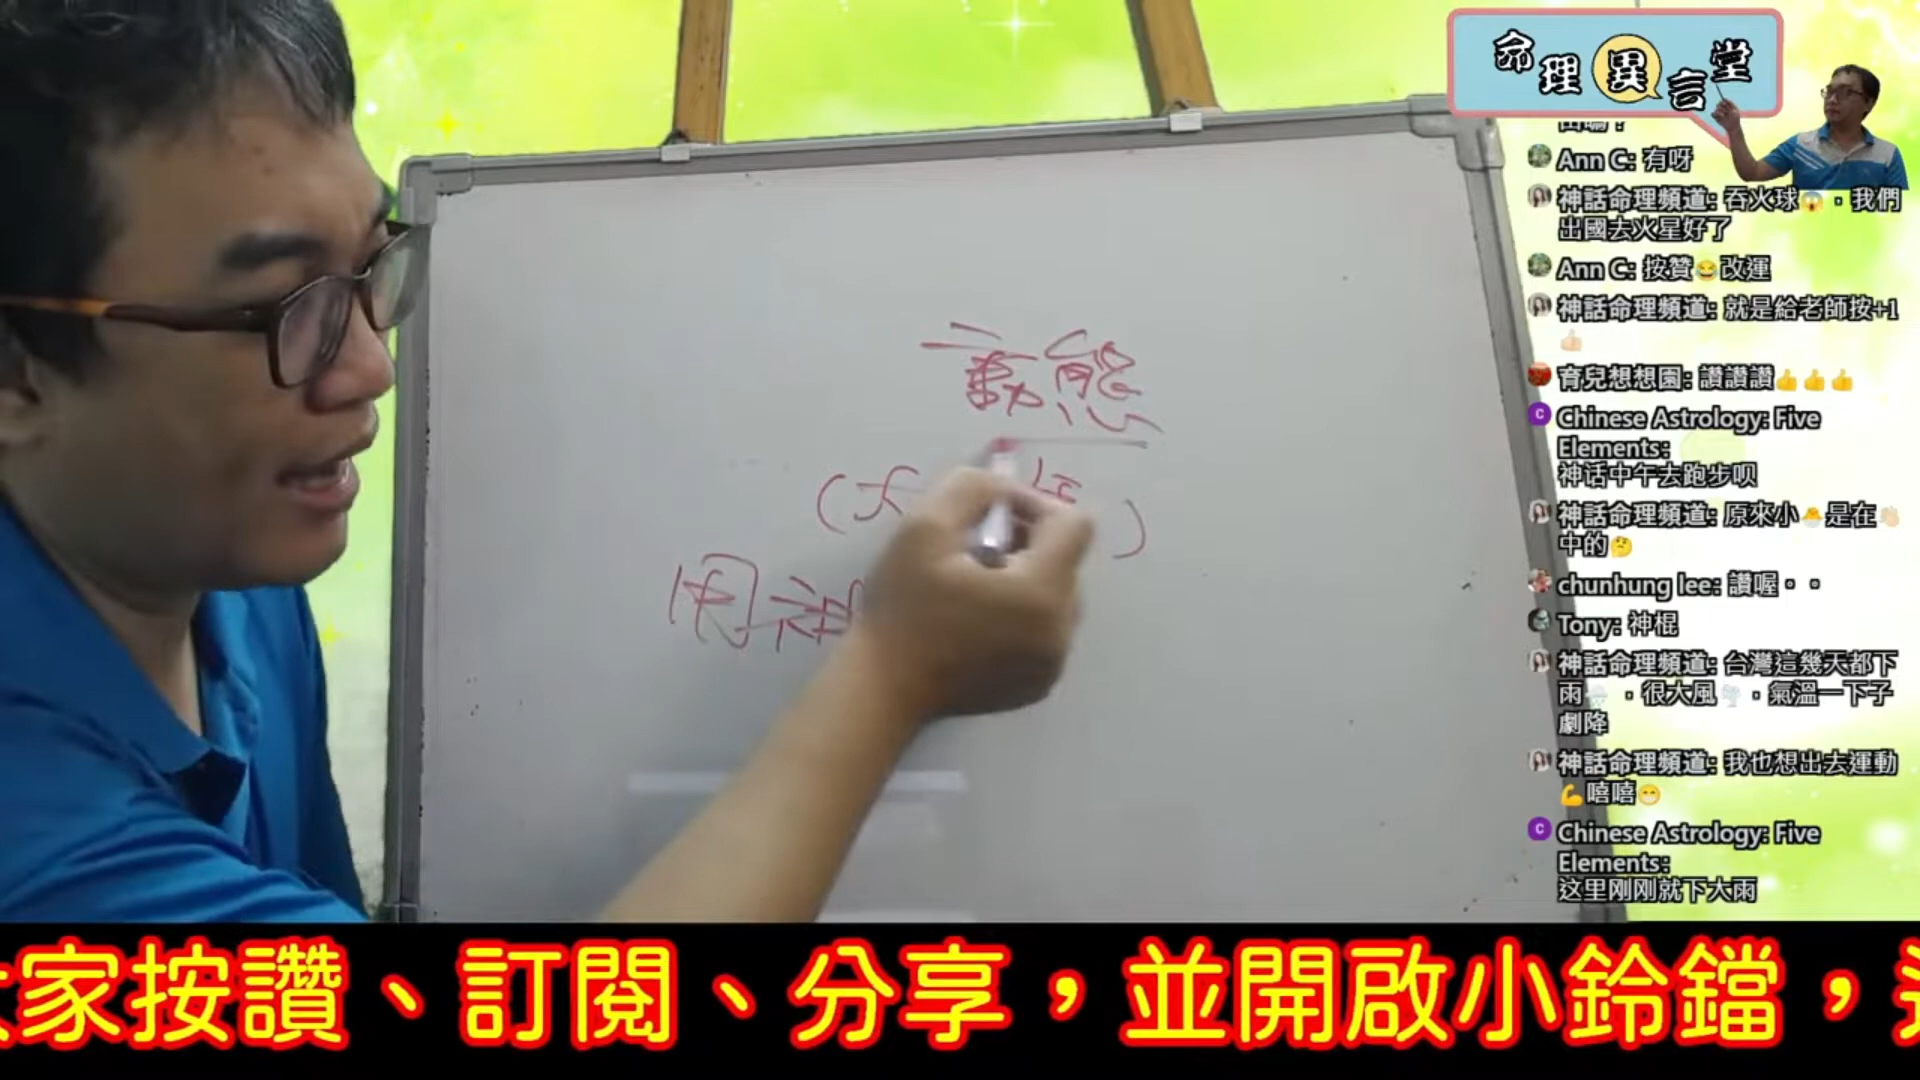 命理異言堂
Ann C: 有呀
神話命理頻道: 吞火球😱,我們
出國去火星好了
Ann C: 按贊😂改運
神話命理頻道: 就是給老師按+1
👍🏻
育兒想想園: 讚讚讚👍👍👍
Chinese Astrology: Five
Elements:
神话中午去跑步呗
神話命理頻道: 原來小🐣是在👋🏻
中的🤔
chunhung lee: 讚喔。。
Tony: 神棍
神話命理頻道: 台灣這幾天都下
雨🌧️,很大風🌪️,氣溫一下子
劇降
神話命理頻道: 我也想出去運動
💪嘻嘻😁
Chinese Astrology: Five
Elements:
这里刚刚就下大雨
動態
用神
家按讚、訂閱、分享,並開啟小鈴鐺,